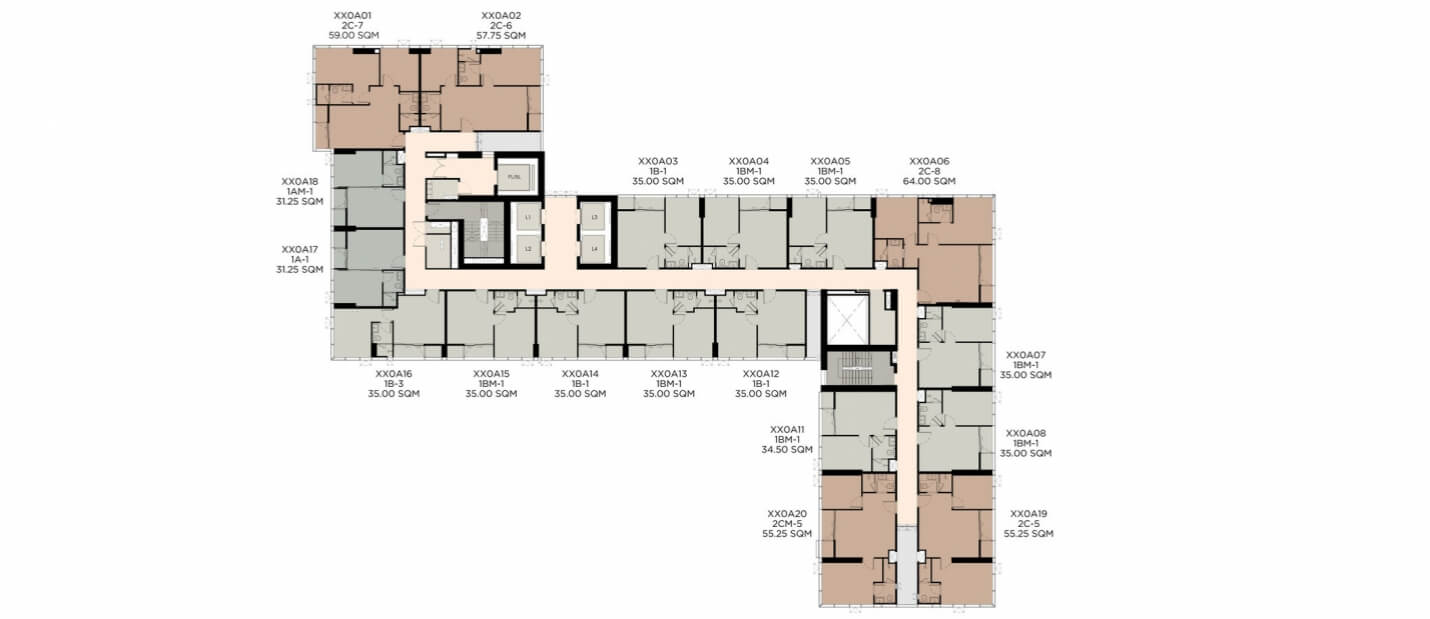 XX0A01
2C-7
59.00 SQM
XX0A02
2C-6
57.75 SQM
XX0A03
1B-1
35.00 SQM
XX0A04
1BM-1
35.00 SQM
XX0A05
1BM-1
35.00 SQM
XX0A06
2C-8
64.00 SQM
XX0A18
1AM-1
31.25 SQM
FL/SL
L1
L3
L2
L4
XX0A17
1A-1
31.25 SQM
XX0A16
1B-3
35.00 SQM
XX0A15
1BM-1
35.00 SQM
XX0A14
1B-1
35.00 SQM
XX0A13
1BM-1
35.00 SQM
XX0A12
1B-1
35.00 SQM
XX0A07
1BM-1
35.00 SQM
XX0A11
1BM-1
34.50 SQM
XX0A08
1BM-1
35.00 SQM
XX0A20
2CM-5
55.25 SQM
XX0A19
2C-5
55.25 SQM